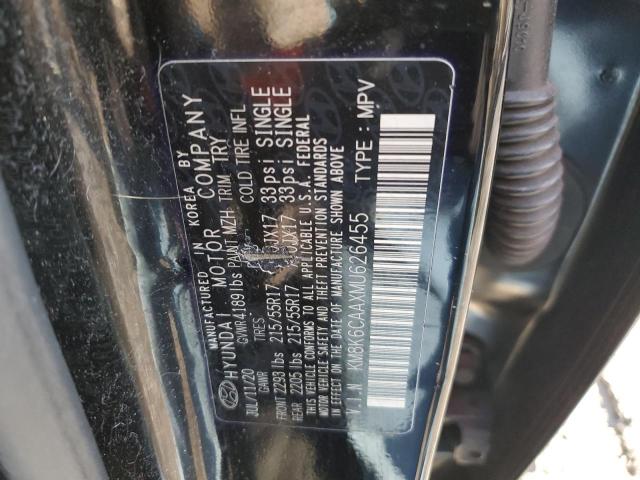 MANUFACTURED IN KOREA BY
HYUNDAI MOTOR COMPANY
JUL/11/20 GVWR 4189 lbs PAINT MZH TRIM TRY
GAWR TIRES COLD TIRE INFL
FRONT 2293 lbs 215/55R17 JX17 33psi SINGLE
REAR 2205 lbs 215/55R17 JX17 33psi SINGLE
THIS VEHICLE CONFORMS TO ALL APPLICABLE U.S.A. FEDERAL
MOTOR VEHICLE SAFETY AND THEFT PREVENTION STANDARDS
IN EFFECT ON THE DATE OF MANUFACTURE SHOWN ABOVE
V.I.N KM8K6CAAXMU626455 TYPE : MPV